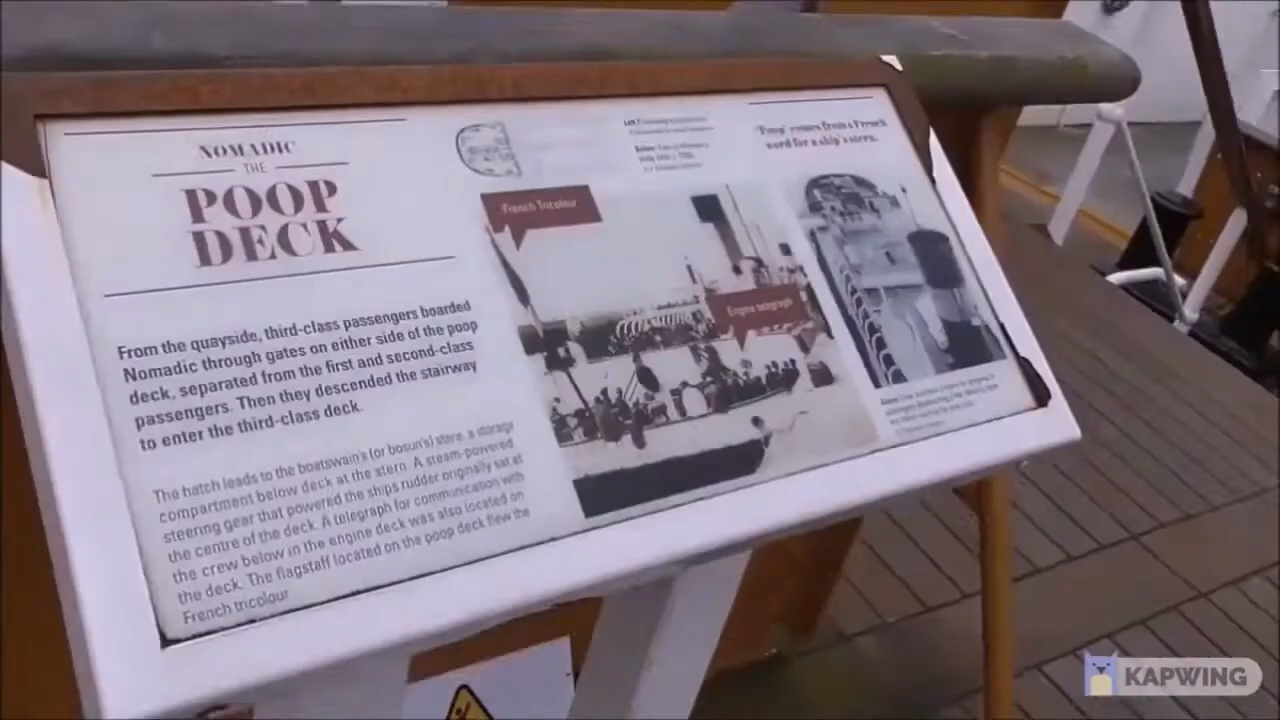 NOMADIC
THE
POOP
DECK
From the quayside, third-class passengers boarded
Nomadic through gates on either side of the poop
deck, separated from the first and second-class
passengers. Then they descended the stairway
to enter the third-class deck.
The hatch leads to the boatswain's (or bosun's) store, a storage
compartment below deck at the stern. A steam-powered
steering gear that powered the ships rudder originally sat at
the centre of the deck. A telegraph for communication with
the crew below in the engine deck was also located on
the deck. The flagstaff located on the poop deck flew the
French tricolour
French Tricolour
Engine telegraph
'Poop' comes from a French
word for a ship's stern.
KAPWING